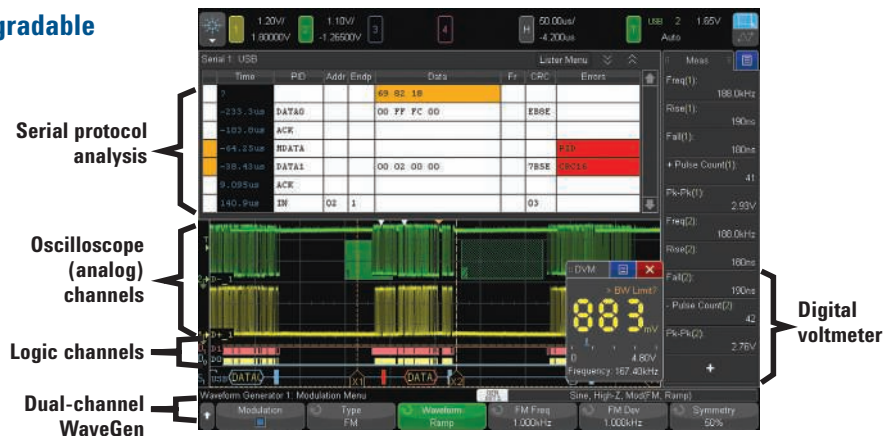 gradable
1 1.20V/ 1.80000V 2 1.10V/ -1.26500V 3 4 H 50.00us/ -4.200us T USB 2 1.65V Auto
Serial 1: USB Lister Menu
Meas
Time PID Addr Endp Data Fr CRC Errors
? 69 82 18
-233.3us DATA0 00 FF FC 00 EB8E
-103.0us ACK
-64.25us MDATA PID
-38.43us DATA1 00 02 00 00 7B5E CRC16
9.095us ACK
140.9us IN 02 1 03
Freq(1):
188.0kHz
Rise(1):
190ns
Fall(1):
180ns
+ Pulse Count(1):
41
Pk-Pk(1):
2.93V
Freq(2):
188.0kHz
Rise(2):
180ns
Fall(2):
190ns
- Pulse Count(2):
42
Pk-Pk(2):
2.76V
+
Serial protocol
analysis
Oscilloscope
(analog)
channels
Logic channels
Dual-channel
WaveGen
D-_1
D+_1
D1
D0
USB DATA DATA
X1 X2
DVM
> BW Limit?
883 mV
0 4.80V
Frequency: 167.40kHz
Digital
voltmeter
Waveform Generator 1: Modulation Menu Sine, High-Z, Mod(FM, Ramp)
Modulation Type Waveform FM Freq FM Dev Symmetry
FM Ramp 1.000kHz 1.000kHz 50%